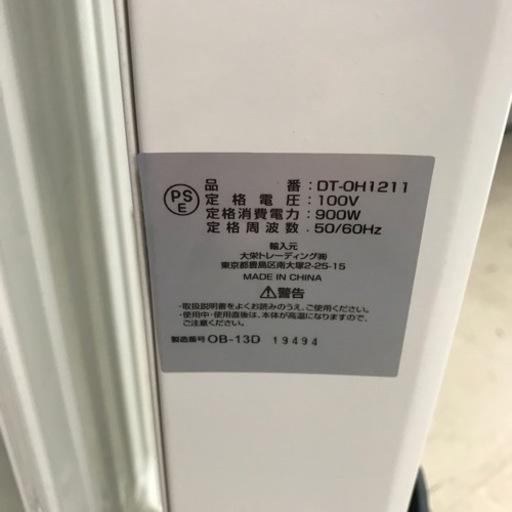 PS
E
品 番:DT-OH1211
定格電圧:100V
定格消費電力:900W
定格周波数.50/60Hz
輸入元
大栄トレーディング㈱
東京都豊島区南大塚2-25-15
MADE IN CHINA
⚠警告
・取扱説明書をよくお読みのうえ、ご使用ください。
・使用中・使用直後は、本体が高温になりますので、
ご注意ください。
製造番号 OB-13D 19494